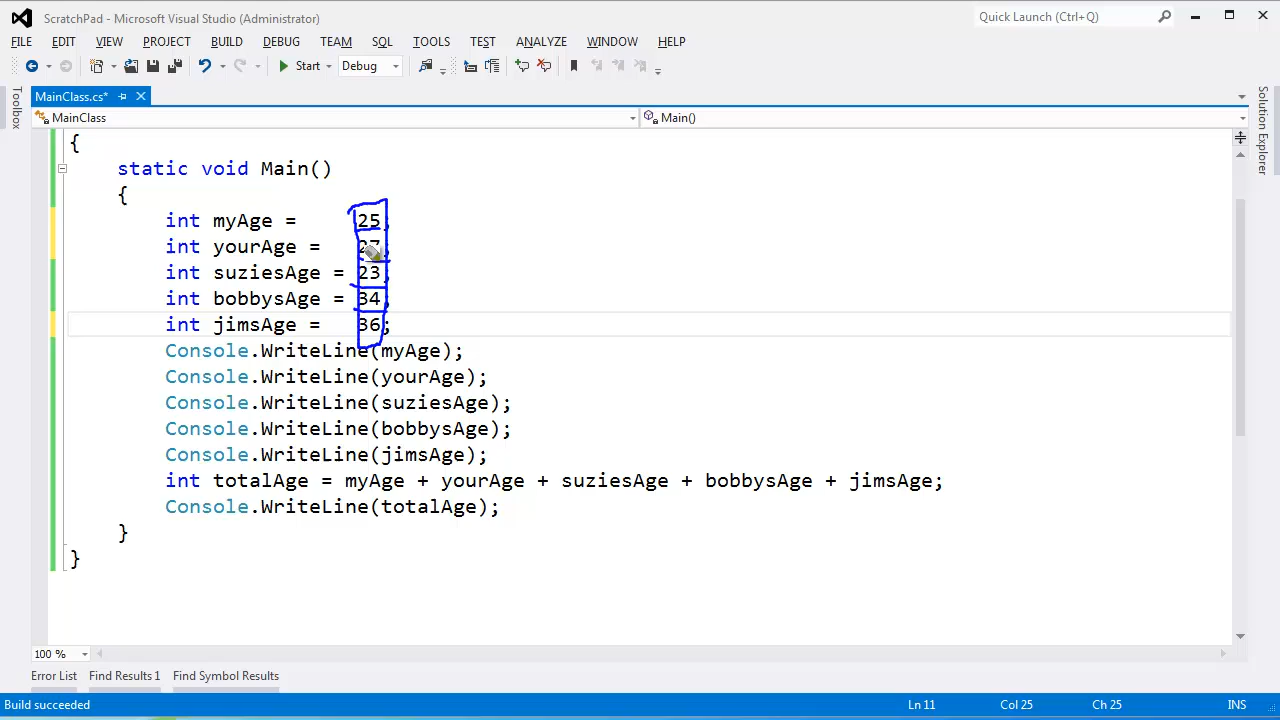 ScratchPad - Microsoft Visual Studio (Administrator)
Quick Launch (Ctrl+Q)
FILE EDIT VIEW PROJECT BUILD DEBUG TEAM SQL TOOLS TEST ANALYZE WINDOW HELP
Start Debug
MainClass.cs*
MainClass Main()
Toolbox
Solution Explorer
{
static void Main()
{
int myAge = 25;
int yourAge = 27;
int suziesAge = 23;
int bobbysAge = 34;
int jimsAge = 36;
Console.WriteLine(myAge);
Console.WriteLine(yourAge);
Console.WriteLine(suziesAge);
Console.WriteLine(bobbysAge);
Console.WriteLine(jimsAge);
int totalAge = myAge + yourAge + suziesAge + bobbysAge + jimsAge;
Console.WriteLine(totalAge);
}
}
100 %
Error List Find Results 1 Find Symbol Results
Build succeeded Ln 11 Col 25 Ch 25 INS